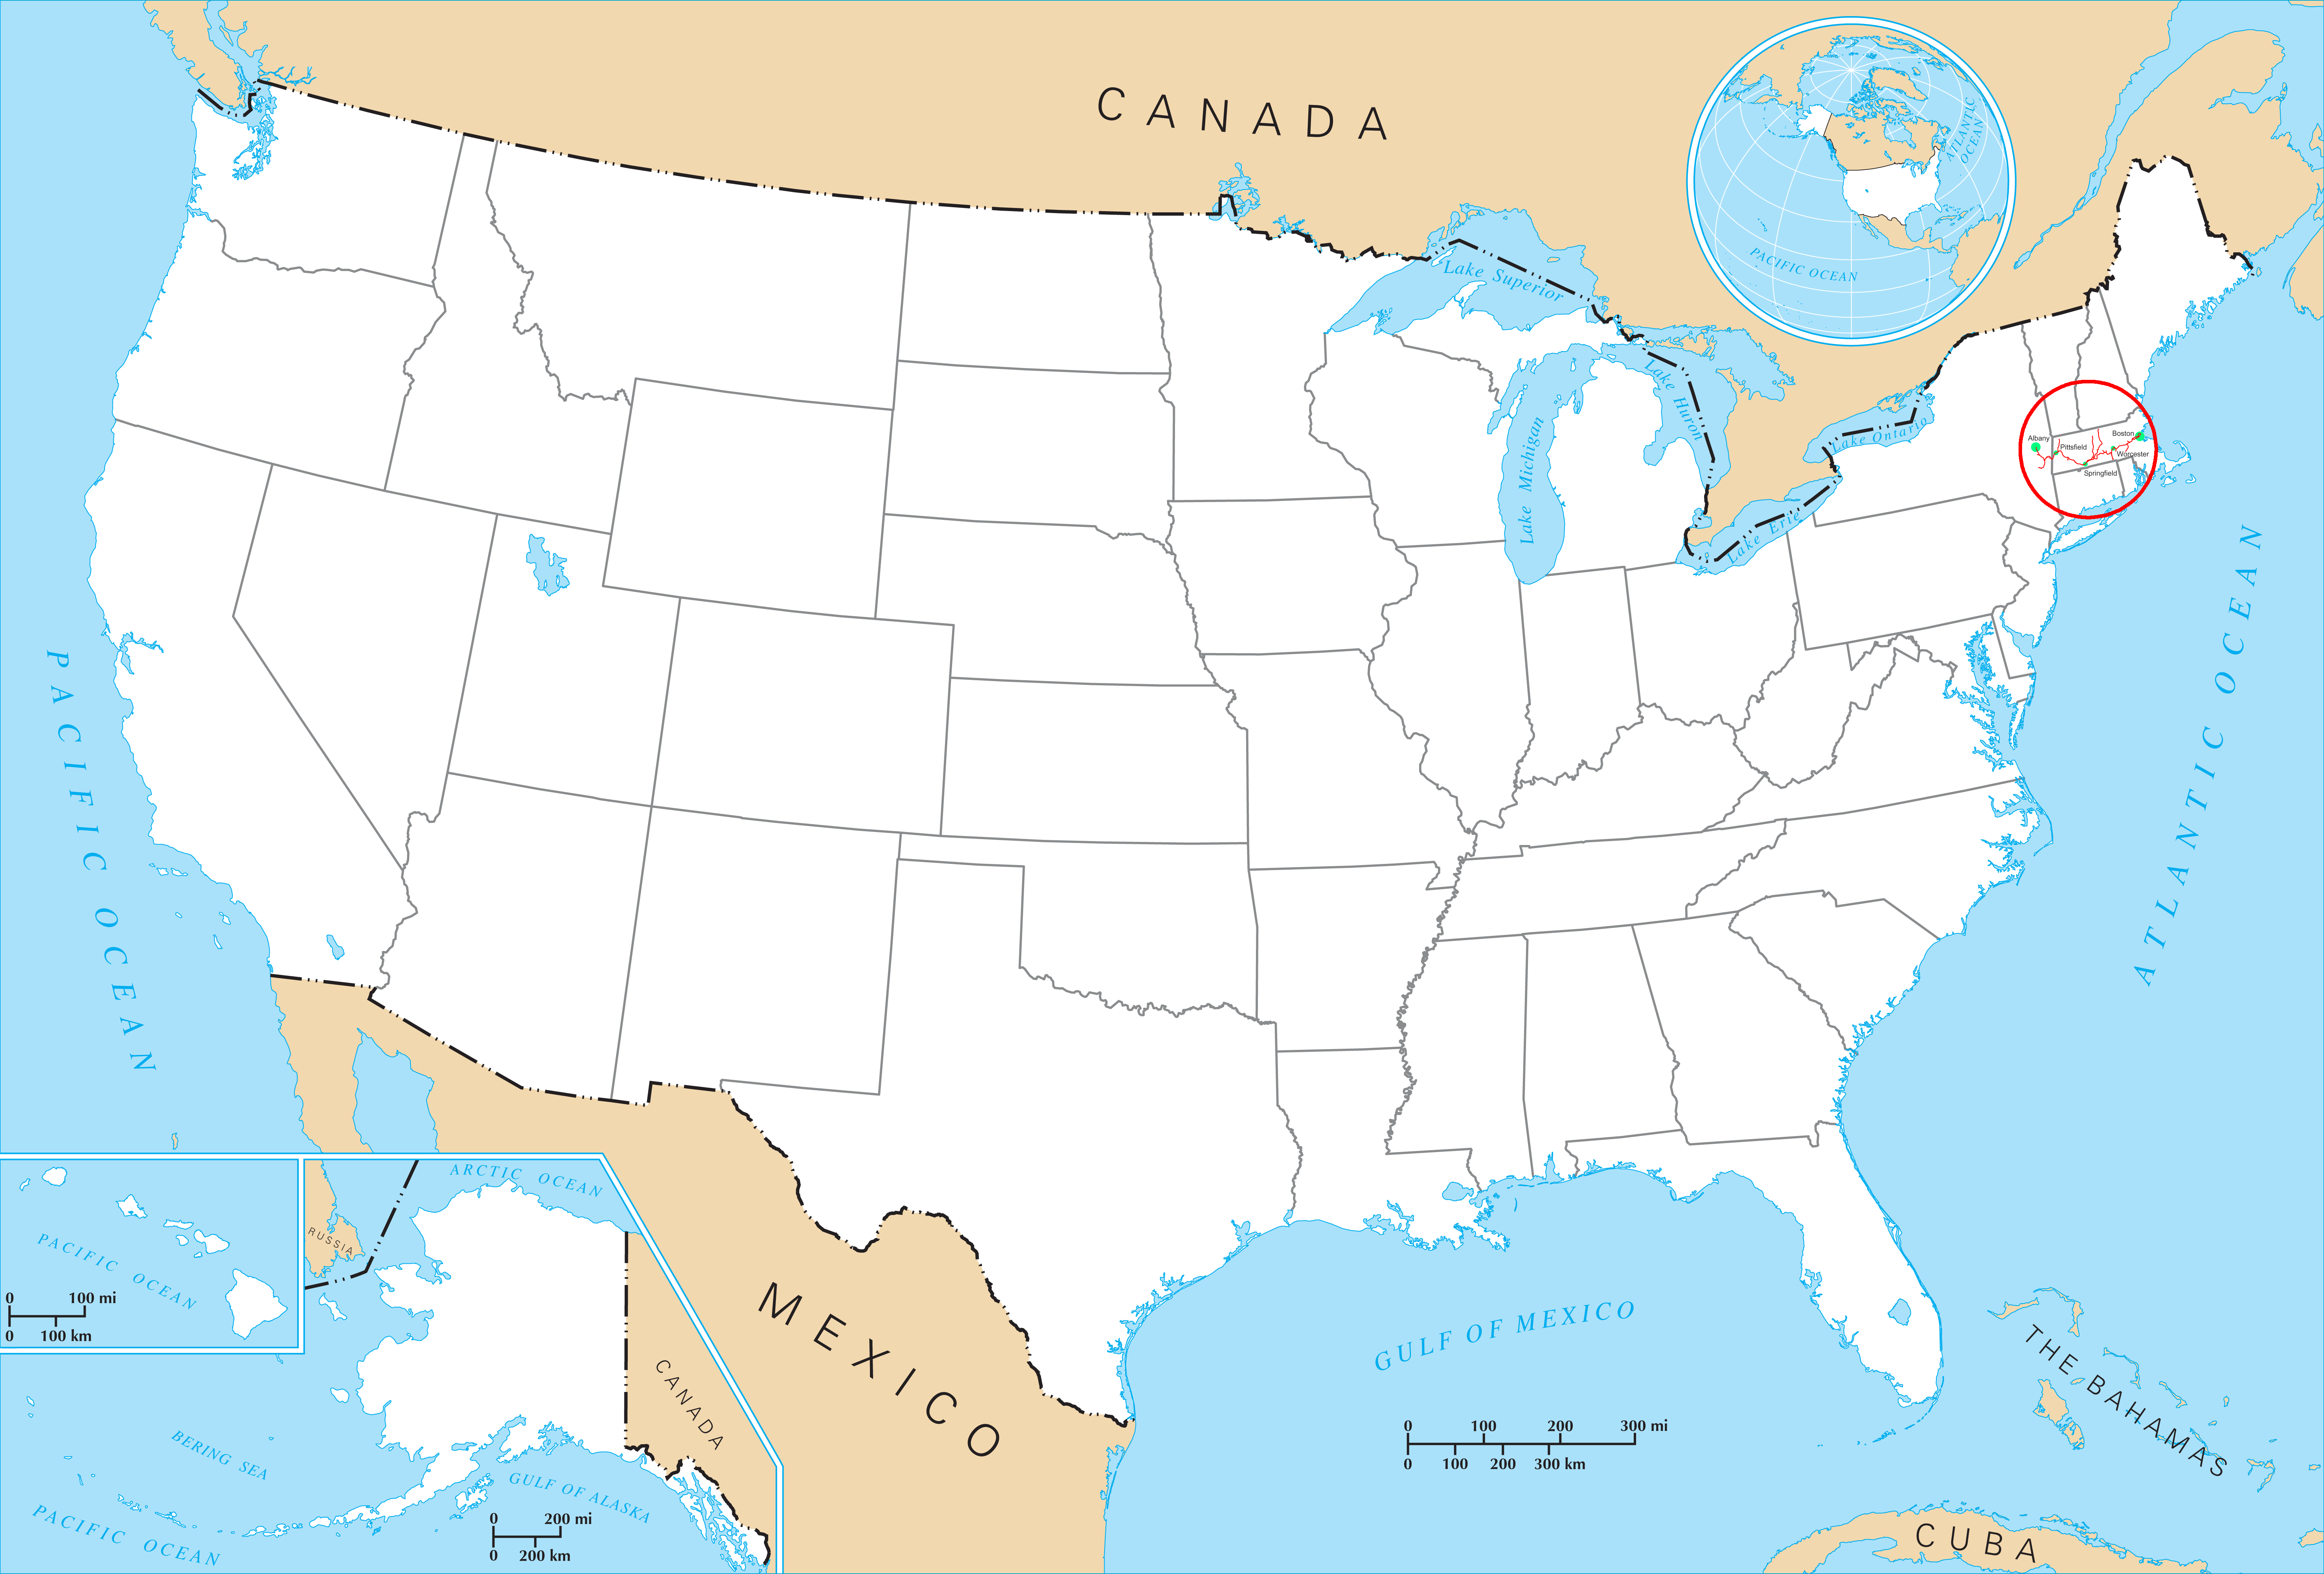 CANADA
ATLANTIC
OCEAN
PACIFIC OCEAN
Lake Superior
Lake Huron
Lake Michigan
Lake Ontario
Lake Erie
Albany
Boston
Pittsfield
Worcester
Springfield
PACIFIC OCEAN
ATLANTIC OCEAN
ARCTIC OCEAN
RUSSIA
PACIFIC OCEAN
0 100 mi
0 100 km
MEXICO
CANADA
GULF OF MEXICO
THE BAHAMAS
BERING SEA
GULF OF ALASKA
PACIFIC OCEAN
0 200 mi
0 200 km
0 100 200 300 mi
0 100 200 300 km
CUBA